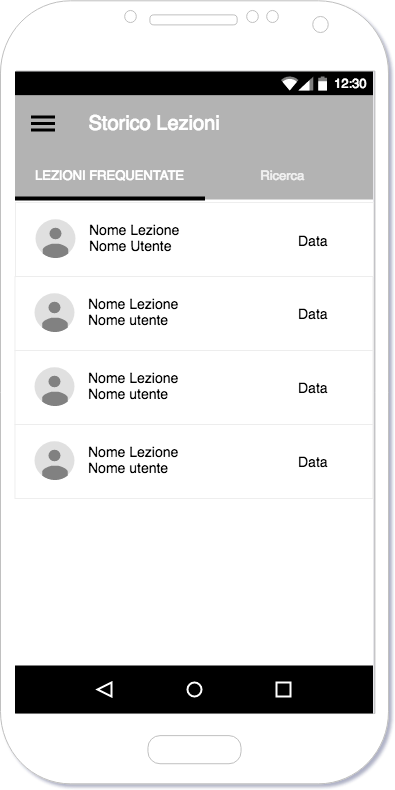 12:30
Storico Lezioni
LEZIONI FREQUENTATE Ricerca
Nome Lezione
Nome Utente
Data
Nome Lezione
Nome utente
Data
Nome Lezione
Nome utente
Data
Nome Lezione
Nome utente
Data